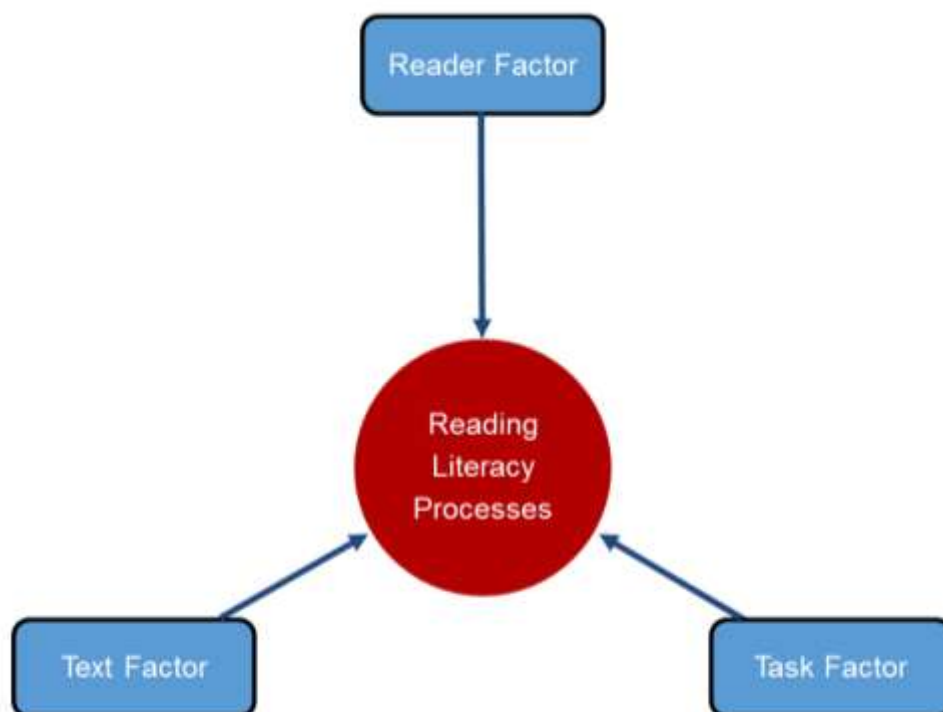 Reader Factor
Reading
Literacy
Processes
Text Factor
Task Factor